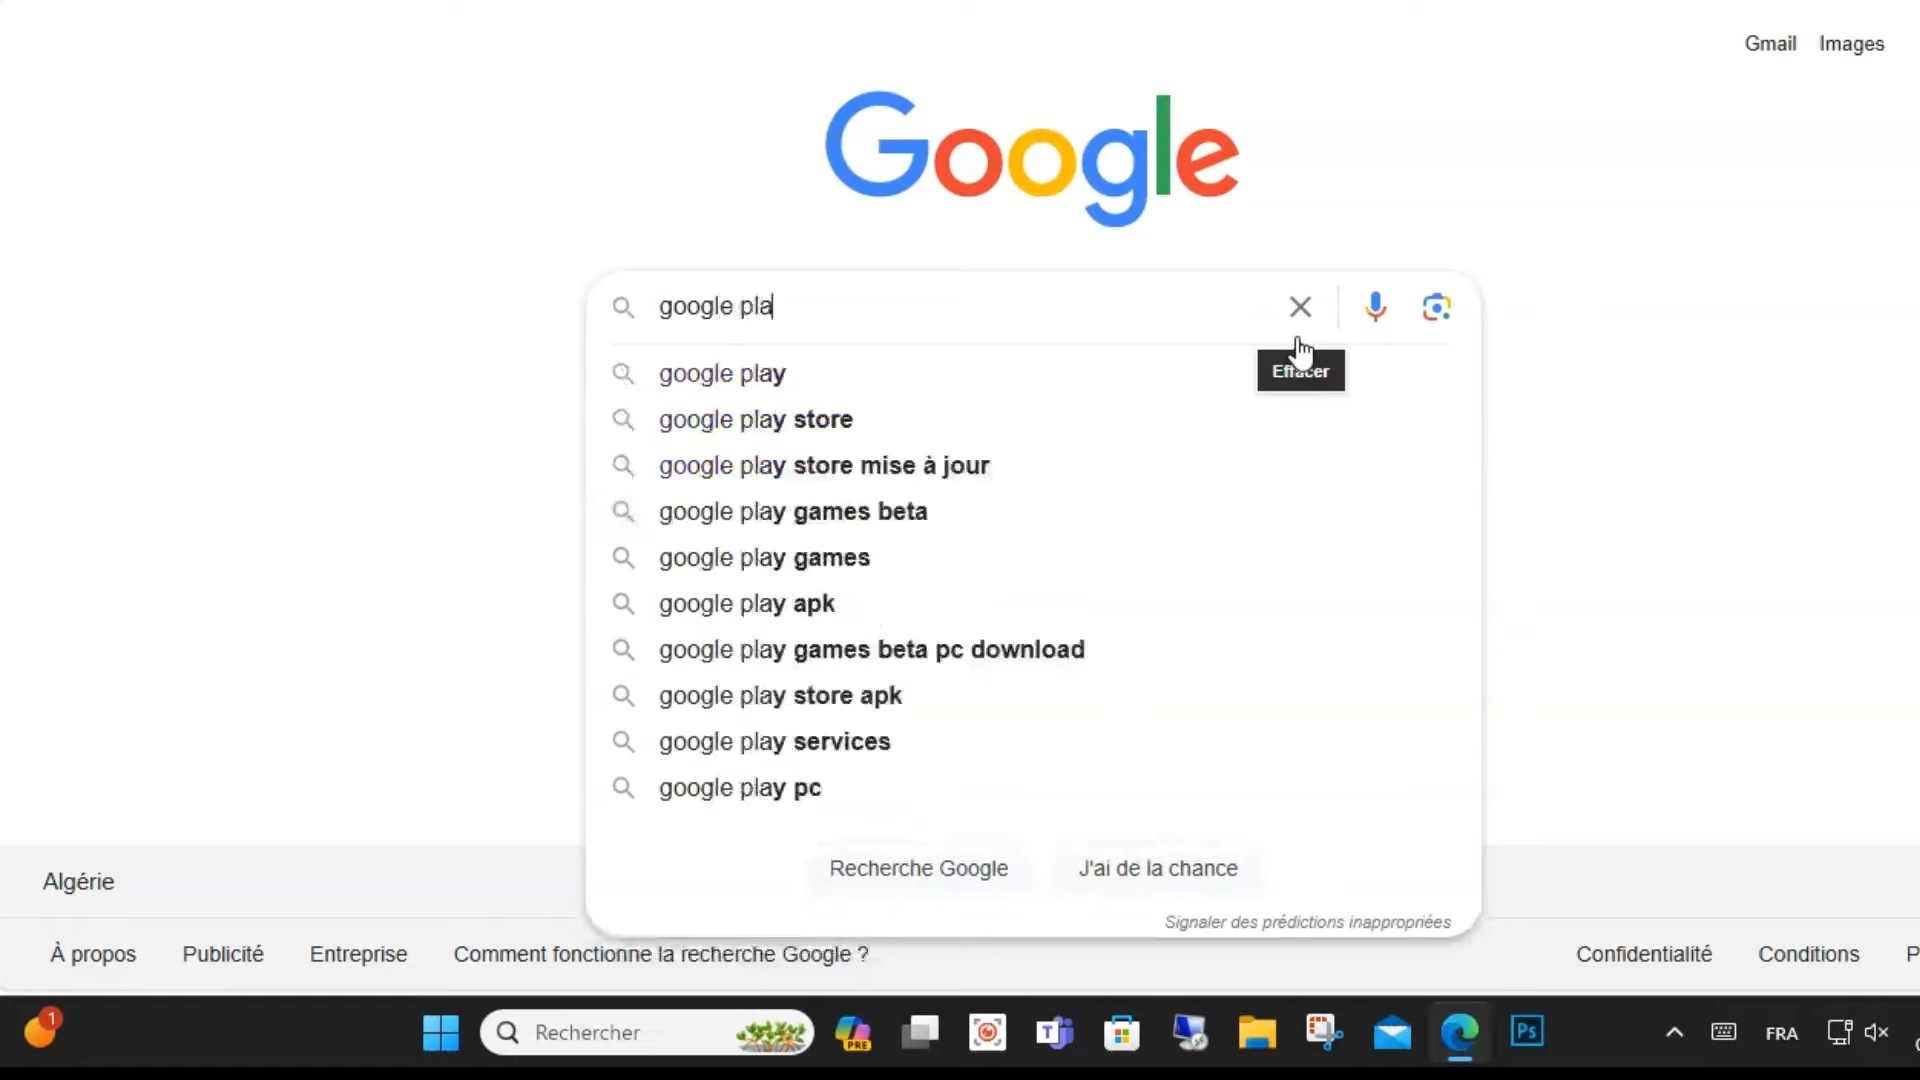 Gmail Images
Google
google pla
google play
Effacer
google play store
google play store mise à jour
google play games beta
google play games
google play apk
google play games beta pc download
google play store apk
google play services
google play pc
Recherche Google J'ai de la chance
Algérie
Signaler des prédictions inappropriées
À propos Publicité Entreprise Comment fonctionne la recherche Google ? Confidentialité Conditions P
1
Rechercher PRE T Ps FRA